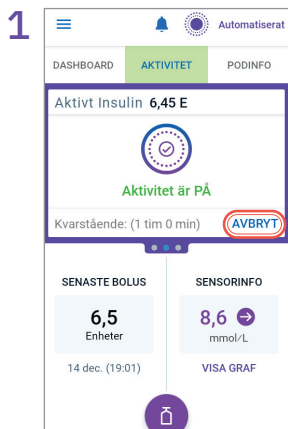 1
Automatiserat
DASHBOARD AKTIVITET PODINFO
Aktivt Insulin 6,45 E
Aktivitet är PÅ
Kvarstående: (1 tim 0 min) AVBRYT
SENASTE BOLUS SENSORINFO
6,5 8,6
Enheter mmol/L
14 dec. (19:01) VISA GRAF